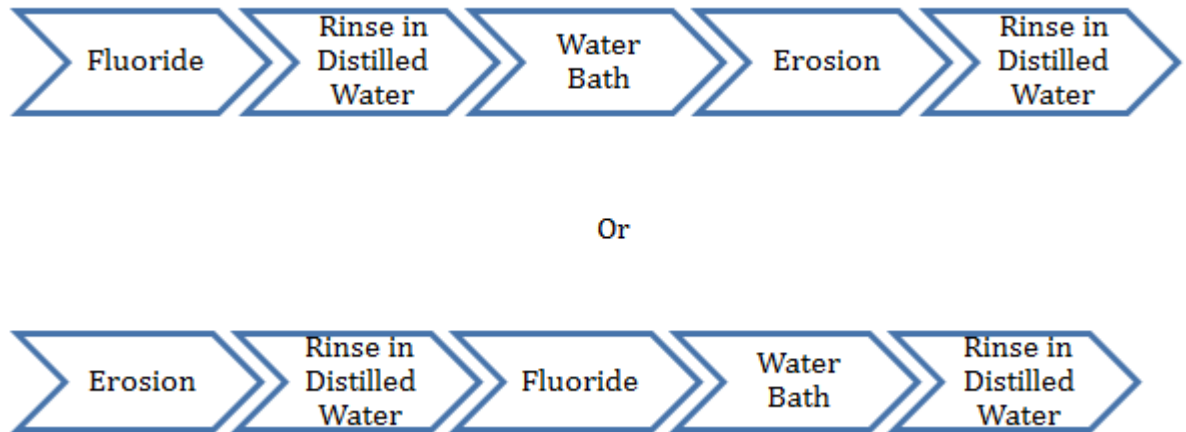 Fluoride
Rinse in
Distilled
Water
Water
Bath
Erosion
Rinse in
Distilled
Water
Or
Erosion
Rinse in
Distilled
Water
Fluoride
Water
Bath
Rinse in
Distilled
Water